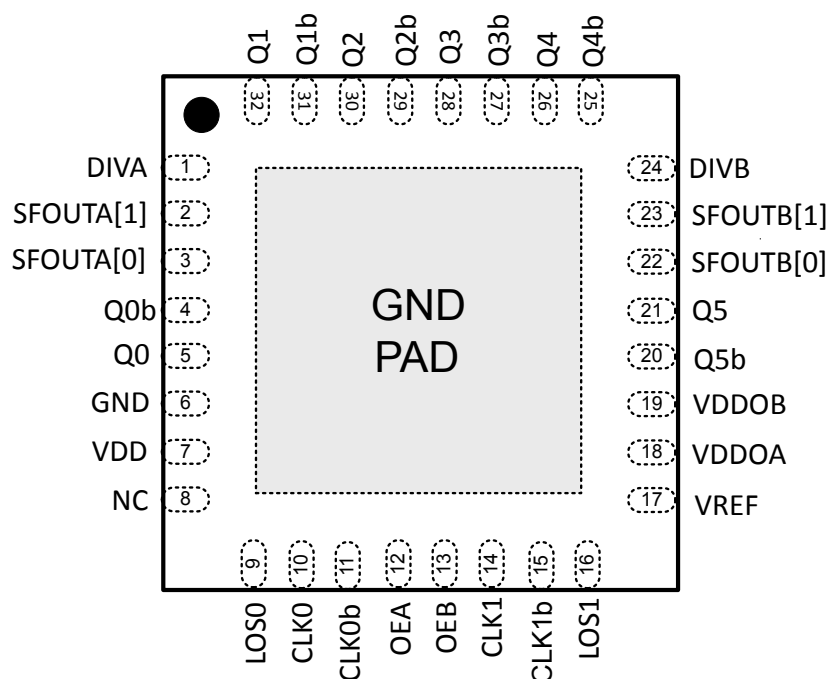 Q1
Q1b
Q2
Q2b
Q3
Q3b
Q4
Q4b
32
31
30
29
28
27
26
25
DIVA 1
SFOUTA[1] 2
SFOUTA[0] 3
Q0b 4
Q0 5
GND 6
VDD 7
NC 8
GND
PAD
24 DIVB
23 SFOUTB[1]
22 SFOUTB[0]
21 Q5
20 Q5b
19 VDDOB
18 VDDOA
17 VREF
9
10
11
12
13
14
15
16
LOS0
CLK0
CLK0b
OEA
OEB
CLK1
CLK1b
LOS1